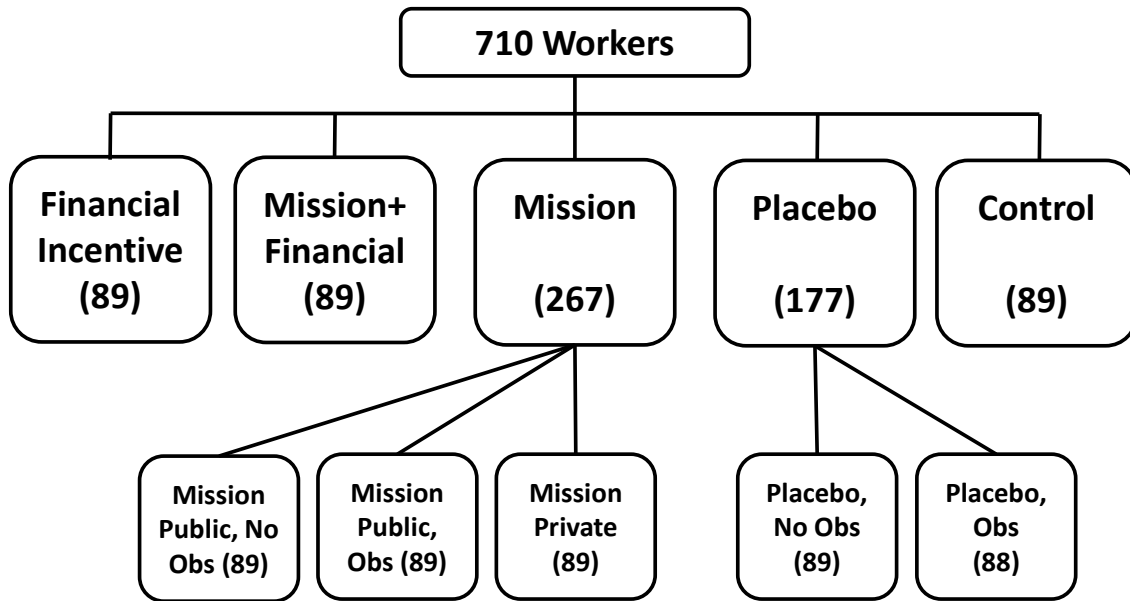 710 Workers
Financial
Incentive
(89)
Mission+
Financial
(89)
Mission
(267)
Placebo
(177)
Control
(89)
Mission
Public, No
Obs (89)
Mission
Public,
Obs (89)
Mission
Private
(89)
Placebo,
No Obs
(89)
Placebo,
Obs
(88)